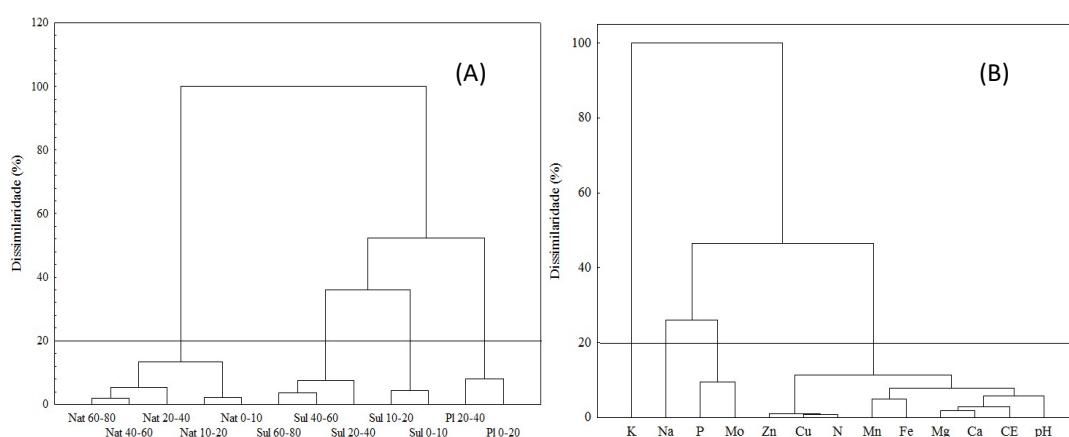 (A)
Dissimilaridade (%)
120
100
80
60
40
20
0
Nat 60-80 Nat 20-40 Nat 0-10 Sul 40-60 Sul 10-20 Pl 20-40
Nat 40-60 Nat 10-20 Sul 60-80 Sul 20-40 Sul 0-10 Pl 0-20
(B)
Dissimilaridade (%)
100
80
60
40
20
0
K Na P Mo Zn Cu N Mn Fe Mg Ca CE pH